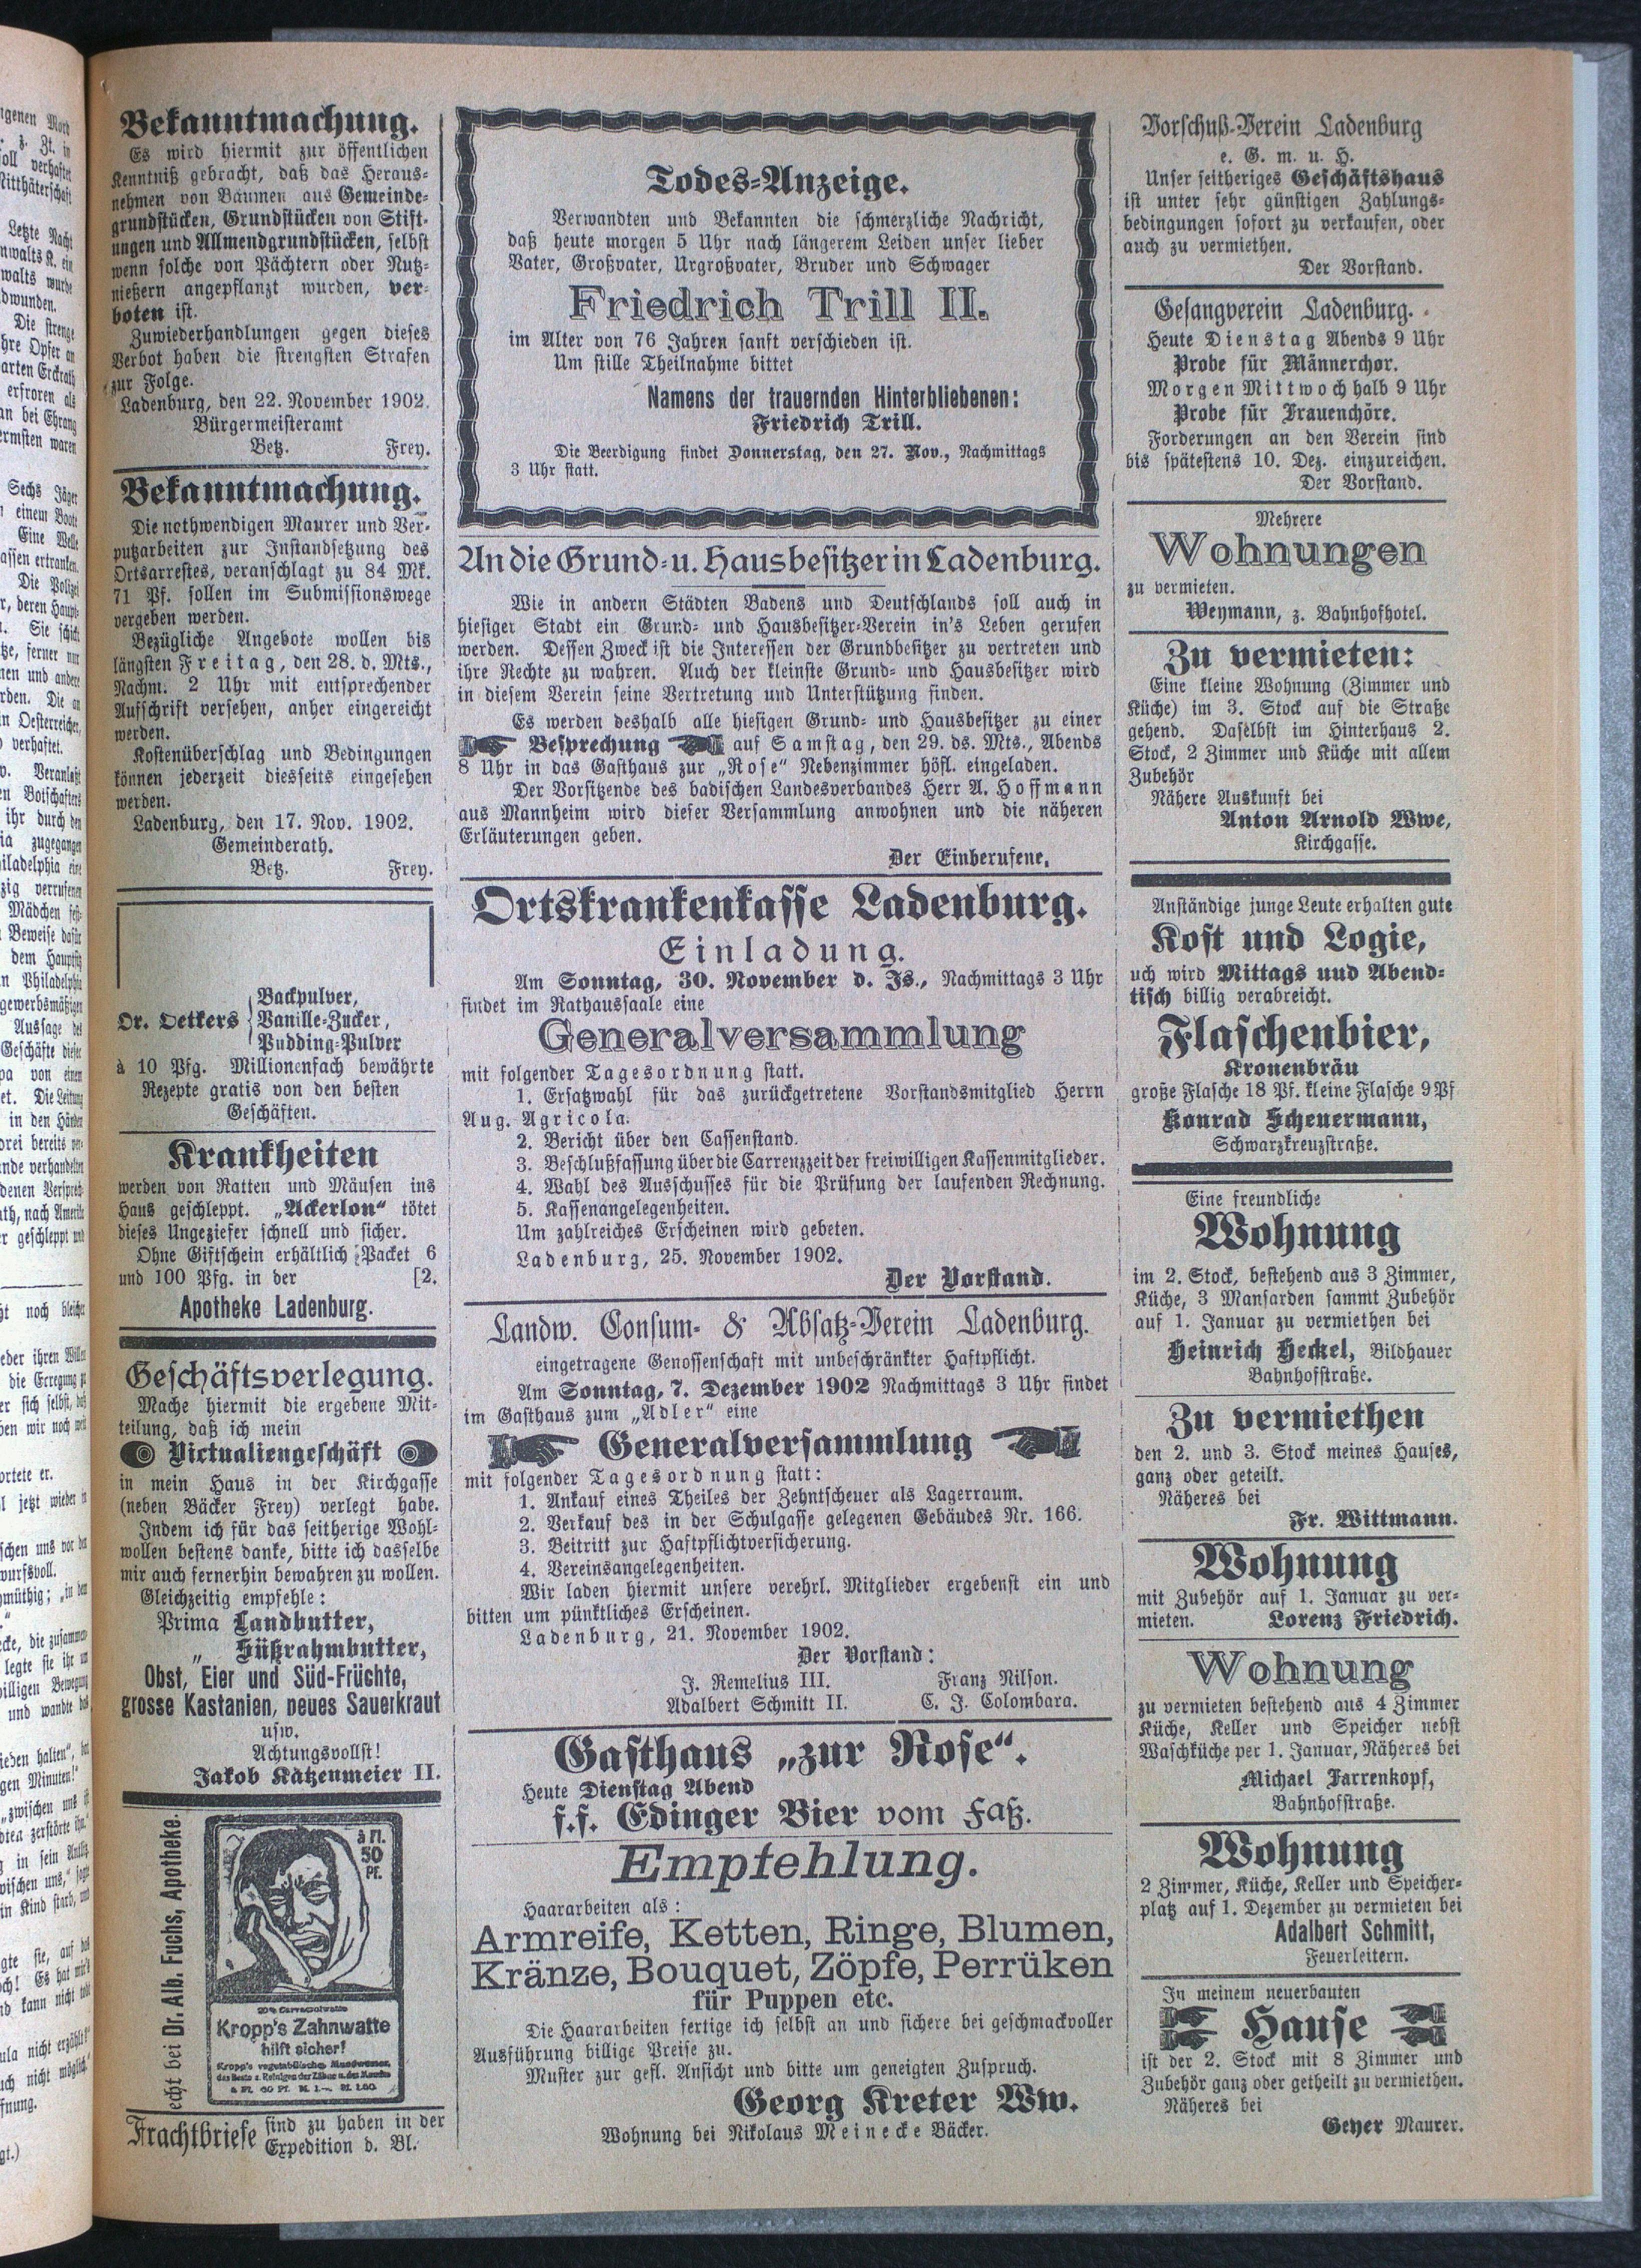 Bekanntmachung.
Es wird hiermit zur öffentlichen
Kenntniß gebracht, daß das Heraus-
nehmen von Bäumen aus Gemeinde-
grundstücken, Grundstücken von Stift-
ungen und Allmendgrundstücken, selbst
wenn solche von Pächtern oder Nutz-
nießern angepflanzt wurden, ver-
boten ist.
Zuwiederhandlungen gegen dieses
Verbot haben die strengsten Strafen
zur Folge.
Ladenburg, den 22. November 1902.
Bürgermeisteramt
Betz. Frey.
Bekanntmachung.
Die nothwendigen Maurer und Ver-
putzarbeiten zur Instandsetzung des
Ortsarrestes, veranschlagt zu 84 Mk.
71 Pf. sollen im Submissionswege
vergeben werden.
Bezügliche Angebote wollen bis
längsten Freitag, den 28. d. Mts.,
Nachm. 2 Uhr mit entsprechender
Aufschrift versehen, anher eingereicht
werden.
Kostenüberschlag und Bedingungen
können jederzeit diesseits eingesehen
werden.
Ladenburg, den 17. Nov. 1902.
Gemeinderath.
Betz. Frey.
Backpulver,
Dr. Oetkers Vanille-Zucker,
Pudding-Pulver
à 10 Pfg. Millionenfach bewährte
Rezepte gratis von den besten
Geschäften.
Krankheiten
werden von Ratten und Mäusen ins
Haus geschleppt. „Ackerlon“ tötet
dieses Ungeziefer schnell und sicher.
Ohne Giftschein erhältlich Packet 6
und 100 Pfg. in der [2.
Apotheke Ladenburg.
Geschäftsverlegung.
Mache hiermit die ergebene Mit-
teilung, daß ich mein
Victualiengeschäft
in mein Haus in der Kirchgasse
(neben Bäcker Frey) verlegt habe.
Indem ich für das seitherige Wohl-
wollen bestens danke, bitte ich dasselbe
mir auch fernerhin bewahren zu wollen.
Gleichzeitig empfehle:
Prima Landbutter,
„ Süßrahmbutter,
Obst, Eier und Süd-Früchte,
grosse Kastanien, neues Sauerkraut
usw.
Achtungsvollst!
Jakob Katzenmeier II.
echt bei Dr. Alb. Fuchs, Apotheke.
à Fl.
50
Pf.
20% Carvacrolwatte
Kropp's Zahnwatte
hilft sicher!
Kropp's vegetabilisches Mundwasser,
das Beste z. Reinigen der Zähne u. des Mundes
à Fl. 60 Pf. M. 1.—, M. 1.50.
Frachtbriefe sind zu haben in der
Expedition d. Bl.
Todes-Anzeige.
Verwandten und Bekannten die schmerzliche Nachricht,
daß heute morgen 5 Uhr nach längerem Leiden unser lieber
Vater, Großvater, Urgroßvater, Bruder und Schwager
Friedrich Trill II.
im Alter von 76 Jahren sanft verschieden ist.
Um stille Theilnahme bittet
Namens der trauernden Hinterbliebenen:
Friedrich Trill.
Die Beerdigung findet Donnerstag, den 27. Nov., Nachmittags
3 Uhr statt.
An die Grund- u. Hausbesitzer in Ladenburg.
Wie in andern Städten Badens und Deutschlands soll auch in
hiesiger Stadt ein Grund- und Hausbesitzer-Verein in's Leben gerufen
werden. Dessen Zweck ist die Interessen der Grundbesitzer zu vertreten und
ihre Rechte zu wahren. Auch der kleinste Grund- und Hausbesitzer wird
in diesem Verein seine Vertretung und Unterstützung finden.
Es werden deshalb alle hiesigen Grund- und Hausbesitzer zu einer
Besprechung auf Samstag, den 29. ds. Mts., Abends
8 Uhr in das Gasthaus zur „Rose“ Nebenzimmer höfl. eingeladen.
Der Vorsitzende des badischen Landesverbandes Herr A. Hoffmann
aus Mannheim wird dieser Versammlung anwohnen und die näheren
Erläuterungen geben.
Der Einberufene.
Ortskrankenkasse Ladenburg.
Einladung.
Am Sonntag, 30. November d. Js., Nachmittags 3 Uhr
findet im Rathaussaale eine
Generalversammlung
mit folgender Tagesordnung statt.
1. Ersatzwahl für das zurückgetretene Vorstandsmitglied Herrn
Aug. Agricola.
2. Bericht über den Cassenstand.
3. Beschlußfassung über die Carrenzzeit der freiwilligen Kassenmitglieder.
4. Wahl des Ausschusses für die Prüfung der laufenden Rechnung.
5. Kassenangelegenheiten.
Um zahlreiches Erscheinen wird gebeten.
Ladenburg, 25. November 1902.
Der Vorstand.
Landw. Consum- & Absatz-Verein Ladenburg.
eingetragene Genossenschaft mit unbeschränkter Haftpflicht.
Am Sonntag, 7. Dezember 1902 Nachmittags 3 Uhr findet
im Gasthaus zum „Adler“ eine
Generalversammlung
mit folgender Tagesordnung statt:
1. Ankauf eines Theiles der Zehntscheuer als Lagerraum.
2. Verkauf des in der Schulgasse gelegenen Gebäudes Nr. 166.
3. Beitritt zur Haftpflichtversicherung.
4. Vereinsangelegenheiten.
Wir laden hiermit unsere verehrl. Mitglieder ergebenst ein und
bitten um pünktliches Erscheinen.
Ladenburg, 21. November 1902.
Der Vorstand:
J. Remelius III. Franz Nilson.
Adalbert Schmitt II. C. J. Colombara.
Gasthaus „zur Rose“.
Heute Dienstag Abend
f.f. Edinger Bier vom Faß.
Empfehlung.
Haararbeiten als:
Armreife, Ketten, Ringe, Blumen,
Kränze, Bouquet, Zöpfe, Perrüken
für Puppen etc.
Die Haararbeiten fertige ich selbst an und sichere bei geschmackvoller
Ausführung billige Preise zu.
Muster zur gefl. Ansicht und bitte um geneigten Zuspruch.
Georg Kreter Ww.
Wohnung bei Nikolaus Meinecke Bäcker.
Vorschuß-Verein Ladenburg
e. G. m. u. H.
Unser seitheriges Geschäftshaus
ist unter sehr günstigen Zahlungs-
bedingungen sofort zu verkaufen, oder
auch zu vermiethen.
Der Vorstand.
Gesangverein Ladenburg.
Heute Dienstag Abends 9 Uhr
Probe für Männerchor.
Morgen Mittwoch halb 9 Uhr
Probe für Frauenchöre.
Forderungen an den Verein sind
bis spätestens 10. Dez. einzureichen.
Der Vorstand.
Mehrere
Wohnungen
zu vermieten.
Weymann, z. Bahnhofhotel.
Zu vermieten:
Eine kleine Wohnung (Zimmer und
Küche) im 3. Stock auf die Straße
gehend. Daselbst im Hinterhaus 2.
Stock, 2 Zimmer und Küche mit allem
Zubehör
Nähere Auskunft bei
Anton Arnold Wwe,
Kirchgasse.
Anständige junge Leute erhalten gute
Kost und Logie,
uch wird Mittags und Abend-
tisch billig verabreicht.
Flaschenbier,
Kronenbräu
große Flasche 18 Pf. kleine Flasche 9 Pf
Konrad Scheuermann,
Schwarzkreuzstraße.
Eine freundliche
Wohnung
im 2. Stock, bestehend aus 3 Zimmer,
Küche, 3 Mansarden sammt Zubehör
auf 1. Januar zu vermiethen bei
Heinrich Heckel, Bildhauer
Bahnhofstraße.
Zu vermiethen
den 2. und 3. Stock meines Hauses,
ganz oder geteilt.
Näheres bei
Fr. Wittmann.
Wohnung
mit Zubehör auf 1. Januar zu ver-
mieten. Lorenz Friedrich.
Wohnung
zu vermieten bestehend aus 4 Zimmer
Küche, Keller und Speicher nebst
Waschküche per 1. Januar, Näheres bei
Michael Farrenkopf,
Bahnhofstraße.
Wohnung
2 Zimmer, Küche, Keller und Speicher-
platz auf 1. Dezember zu vermieten bei
Adalbert Schmitt,
Feuerleitern.
In meinem neuerbauten
Hause
ist der 2. Stock mit 8 Zimmer und
Zubehör ganz oder getheilt zu vermiethen.
Näheres bei
Geyer Maurer.